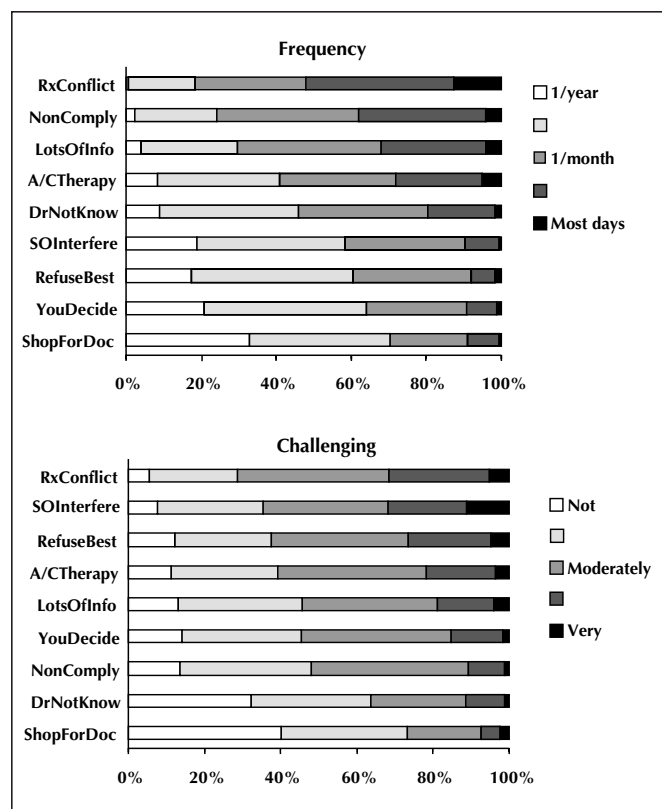 Frequency
RxConflict
NonComply
LotsOfInfo
A/CTherapy
DrNotKnow
SOInterfere
RefuseBest
YouDecide
ShopForDoc
0% 20% 40% 60% 80% 100%
1/year
1/month
Most days
Challenging
RxConflict
SOInterfere
RefuseBest
A/CTherapy
LotsOfInfo
YouDecide
NonComply
DrNotKnow
ShopForDoc
0% 20% 40% 60% 80% 100%
Not
Moderately
Very